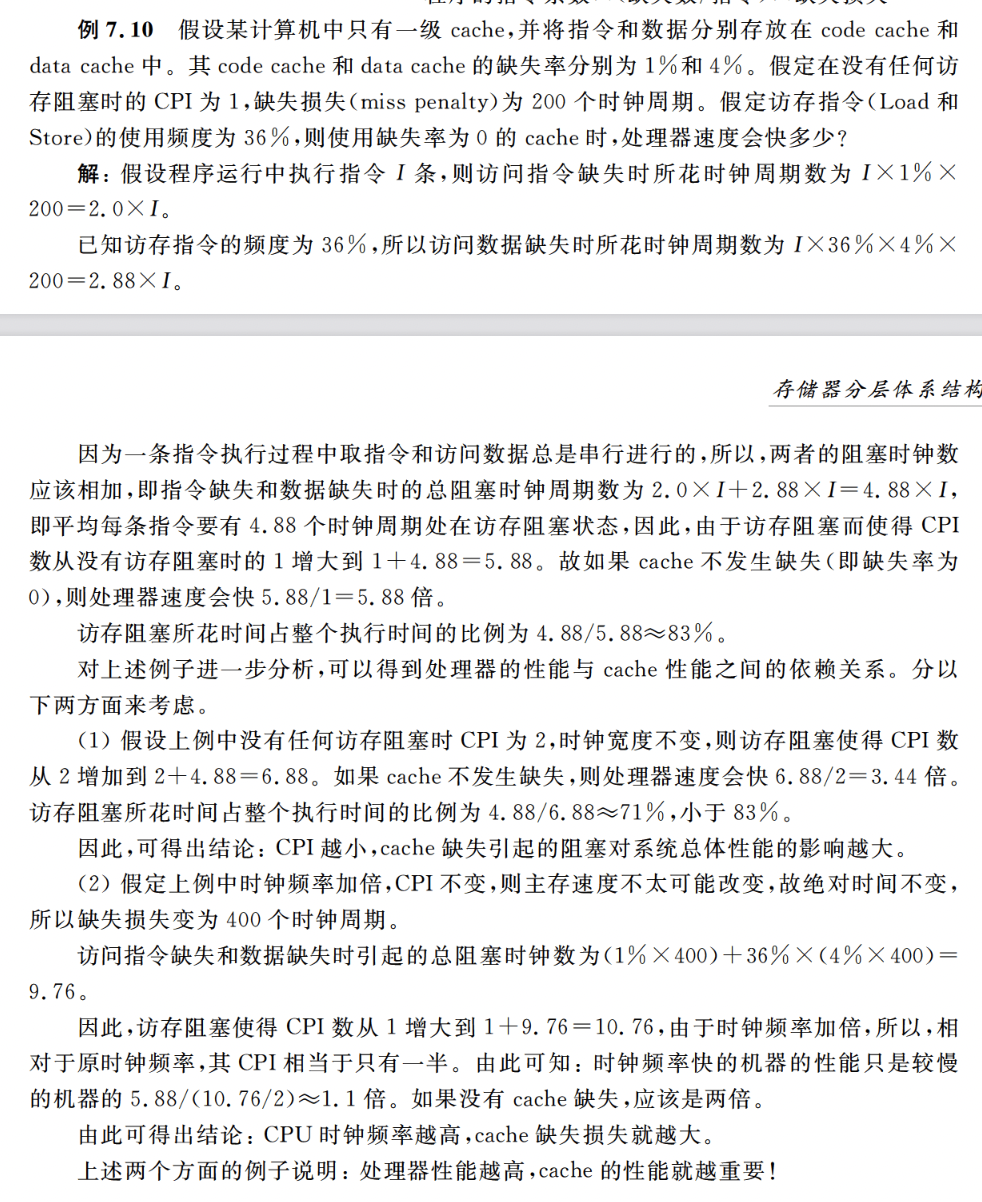 例 7.10 假设某计算机中只有一级 cache,并将指令和数据分别存放在 code cache 和
data cache 中。其 code cache 和 data cache 的缺失率分别为 1%和 4%。假定在没有任何访
存阻塞时的 CPI 为 1,缺失损失(miss penalty)为 200 个时钟周期。假定访存指令(Load 和
Store)的使用频度为 36%,则使用缺失率为 0 的 cache 时,处理器速度会快多少?
解: 假设程序运行中执行指令 I 条,则访问指令缺失时所花时钟周期数为 I×1%×
200=2.0×I。
已知访存指令的频度为 36%,所以访问数据缺失时所花时钟周期数为 I×36%×4%×
200=2.88×I。
存储器分层体系结构
因为一条指令执行过程中取指令和访问数据总是串行进行的,所以,两者的阻塞时钟数
应该相加,即指令缺失和数据缺失时的总阻塞时钟周期数为 2.0×I+2.88×I=4.88×I,
即平均每条指令要有 4.88 个时钟周期处在访存阻塞状态,因此,由于访存阻塞而使得 CPI
数从没有访存阻塞时的 1 增大到 1+4.88=5.88。故如果 cache 不发生缺失(即缺失率为
0),则处理器速度会快 5.88/1=5.88 倍。
访存阻塞所花时间占整个执行时间的比例为 4.88/5.88≈83%。
对上述例子进一步分析,可以得到处理器的性能与 cache 性能之间的依赖关系。分以
下两方面来考虑。
(1) 假设上例中没有任何访存阻塞时 CPI 为 2,时钟宽度不变,则访存阻塞使得 CPI 数
从 2 增加到 2+4.88=6.88。如果 cache 不发生缺失,则处理器速度会快 6.88/2=3.44 倍。
访存阻塞所花时间占整个执行时间的比例为 4.88/6.88≈71%,小于 83%。
因此,可得出结论: CPI 越小,cache 缺失引起的阻塞对系统总体性能的影响越大。
(2) 假定上例中时钟频率加倍,CPI 不变,则主存速度不太可能改变,故绝对时间不变,
所以缺失损失变为 400 个时钟周期。
访问指令缺失和数据缺失时引起的总阻塞时钟数为(1%×400)+36%×(4%×400)=
9.76。
因此,访存阻塞使得 CPI 数从 1 增大到 1+9.76=10.76,由于时钟频率加倍,所以,相
对于原时钟频率,其 CPI 相当于只有一半。由此可知: 时钟频率快的机器的性能只是较慢
的机器的 5.88/(10.76/2)≈1.1 倍。如果没有 cache 缺失,应该是两倍。
由此可得出结论: CPU 时钟频率越高,cache 缺失损失就越大。
上述两个方面的例子说明: 处理器性能越高,cache 的性能就越重要!